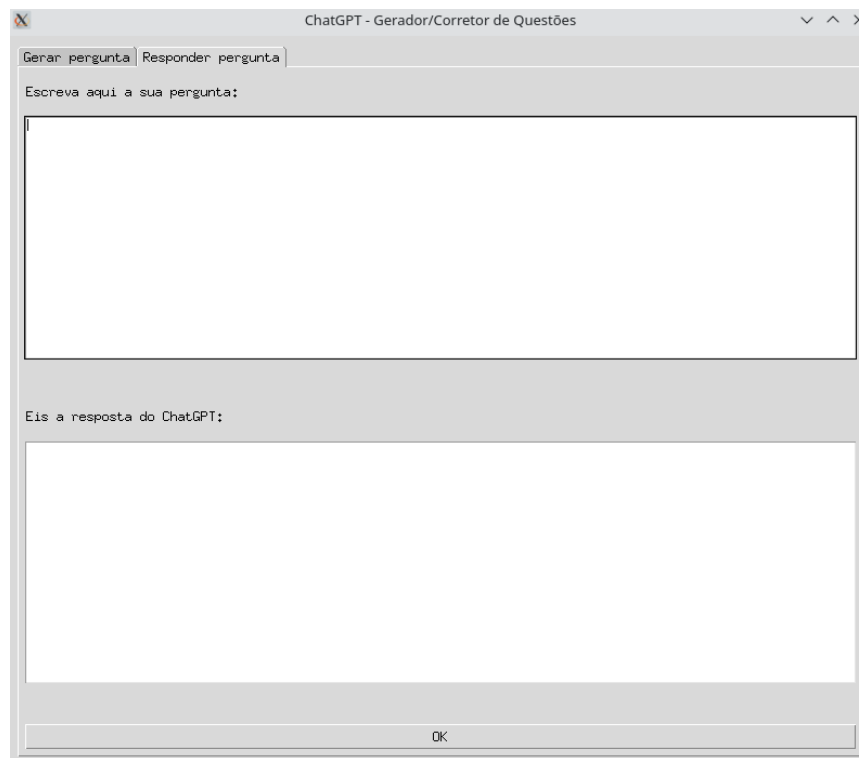 ChatGPT - Gerador/Corretor de Questões
Gerar pergunta Responder pergunta
Escreva aqui a sua pergunta:
Eis a resposta do ChatGPT:
OK